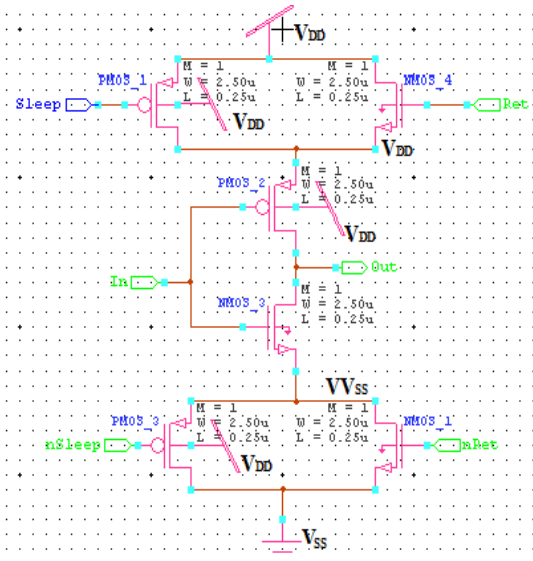 VDD
M = 1
W = 2.50u
L = 0.25u
PMOS_1
Sleep
VDD
M = 1
W = 2.50u
L = 0.25u
NMOS_4
Ret
VDD
M = 1
W = 2.50u
L = 0.25u
PMOS_2
VDD
Out
In
M = 1
W = 2.50u
L = 0.25u
NMOS_3
VVSS
M = 1
W = 2.50u
L = 0.25u
PMOS_3
nSleep
VDD
M = 1
W = 2.50u
L = 0.25u
NMOS_1
nRet
VSS